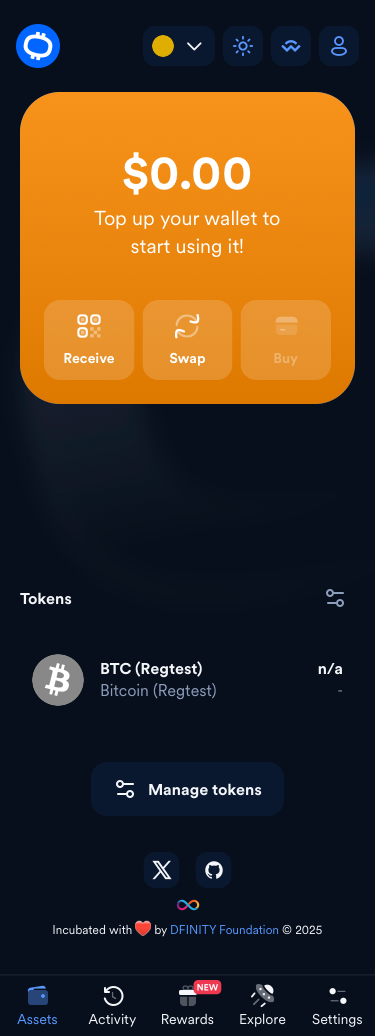 $0.00
Top up your wallet to
start using it!
Receive
Swap
Buy
Tokens
BTC (Regtest)
n/a
Bitcoin (Regtest)
-
Manage tokens
Incubated with ❤️ by DFINITY Foundation © 2025
NEW
Assets
Activity
Rewards
Explore
Settings